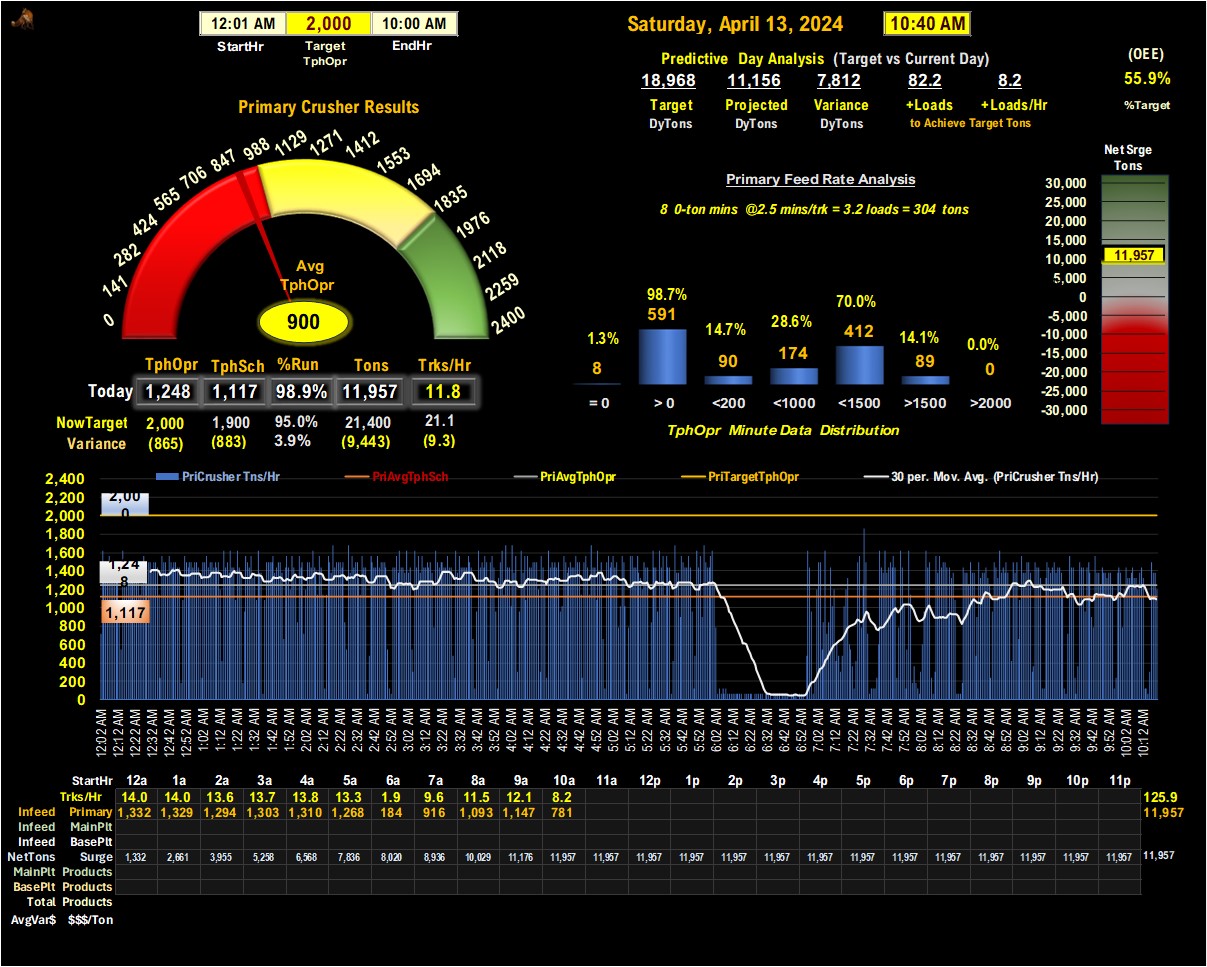 12:01 AM 2,000 10:00 AM
StartHr Target TphOpr EndHr
Saturday, April 13, 2024 10:40 AM
Predictive Day Analysis (Target vs Current Day)
18,968 11,156 7,812 82.2 8.2
Target Projected Variance +Loads +Loads/Hr
DyTons DyTons DyTons to Achieve Target Tons
(OEE)
55.9%
%Target
Primary Crusher Results
0 141 282 424 565 706 847 988 1129 1271 1412 1553 1694 1835 1976 2118 2259 2400
Avg
TphOpr
900
TphOpr TphSch %Run Tons Trks/Hr
Today 1,248 1,117 98.9% 11,957 11.8
NowTarget 2,000 1,900 95.0% 21,400 21.1
Variance (865) (883) 3.9% (9,443) (9.3)
Primary Feed Rate Analysis
8 0-ton mins @2.5 mins/trk = 3.2 loads = 304 tons
1.3% 98.7% 14.7% 28.6% 70.0% 14.1% 0.0%
8 591 90 174 412 89 0
= 0 > 0 <200 <1000 <1500 >1500 >2000
TphOpr Minute Data Distribution
Net Srge
Tons
30,000
25,000
20,000
15,000
10,000
11,957
5,000
0
-5,000
-10,000
-15,000
-20,000
-25,000
-30,000
PriCrusher Tns/Hr PriAvgTphSch PriAvgTphOpr PriTargetTphOpr 30 per. Mov. Avg. (PriCrusher Tns/Hr)
2,400
2,200
2,000
1,800
1,600
1,400
1,200
1,000
800
600
400
200
0
2,00
0
1,24
8
1,117
12:02 AM 12:12 AM 12:22 AM 12:32 AM 12:42 AM 12:52 AM 1:02 AM 1:12 AM 1:22 AM 1:32 AM 1:42 AM 1:52 AM 2:02 AM 2:12 AM 2:22 AM 2:32 AM 2:42 AM 2:52 AM 3:02 AM 3:12 AM 3:22 AM 3:32 AM 3:42 AM 3:52 AM 4:02 AM 4:12 AM 4:22 AM 4:32 AM 4:42 AM 4:52 AM 5:02 AM 5:12 AM 5:22 AM 5:32 AM 5:42 AM 5:52 AM 6:02 AM 6:12 AM 6:22 AM 6:32 AM 6:42 AM 6:52 AM 7:02 AM 7:12 AM 7:22 AM 7:32 AM 7:42 AM 7:52 AM 8:02 AM 8:12 AM 8:22 AM 8:32 AM 8:42 AM 8:52 AM 9:02 AM 9:12 AM 9:22 AM 9:32 AM 9:42 AM 9:52 AM 10:02 AM 10:12 AM
StartHr 12a 1a 2a 3a 4a 5a 6a 7a 8a 9a 10a 11a 12p 1p 2p 3p 4p 5p 6p 7p 8p 9p 10p 11p
Trks/Hr 14.0 14.0 13.6 13.7 13.8 13.3 1.9 9.6 11.5 12.1 8.2 125.9
Infeed Primary 1,332 1,329 1,294 1,303 1,310 1,268 184 916 1,093 1,147 781 11,957
Infeed MainPlt
Infeed BasePlt
NetTons Surge 1,332 2,661 3,955 5,258 6,568 7,836 8,020 8,936 10,029 11,176 11,957 11,957 11,957 11,957 11,957 11,957 11,957 11,957 11,957 11,957 11,957 11,957 11,957 11,957 11,957
MainPlt Products
BasePlt Products
Total Products
AvgVar$ $$$/Ton